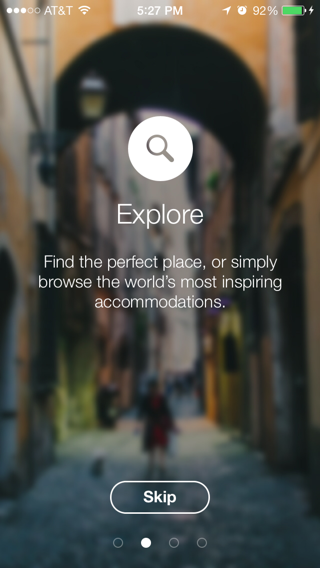 AT&T 5:27 PM 92%
Explore
Find the perfect place, or simply
browse the world's most inspiring
accommodations.
Skip